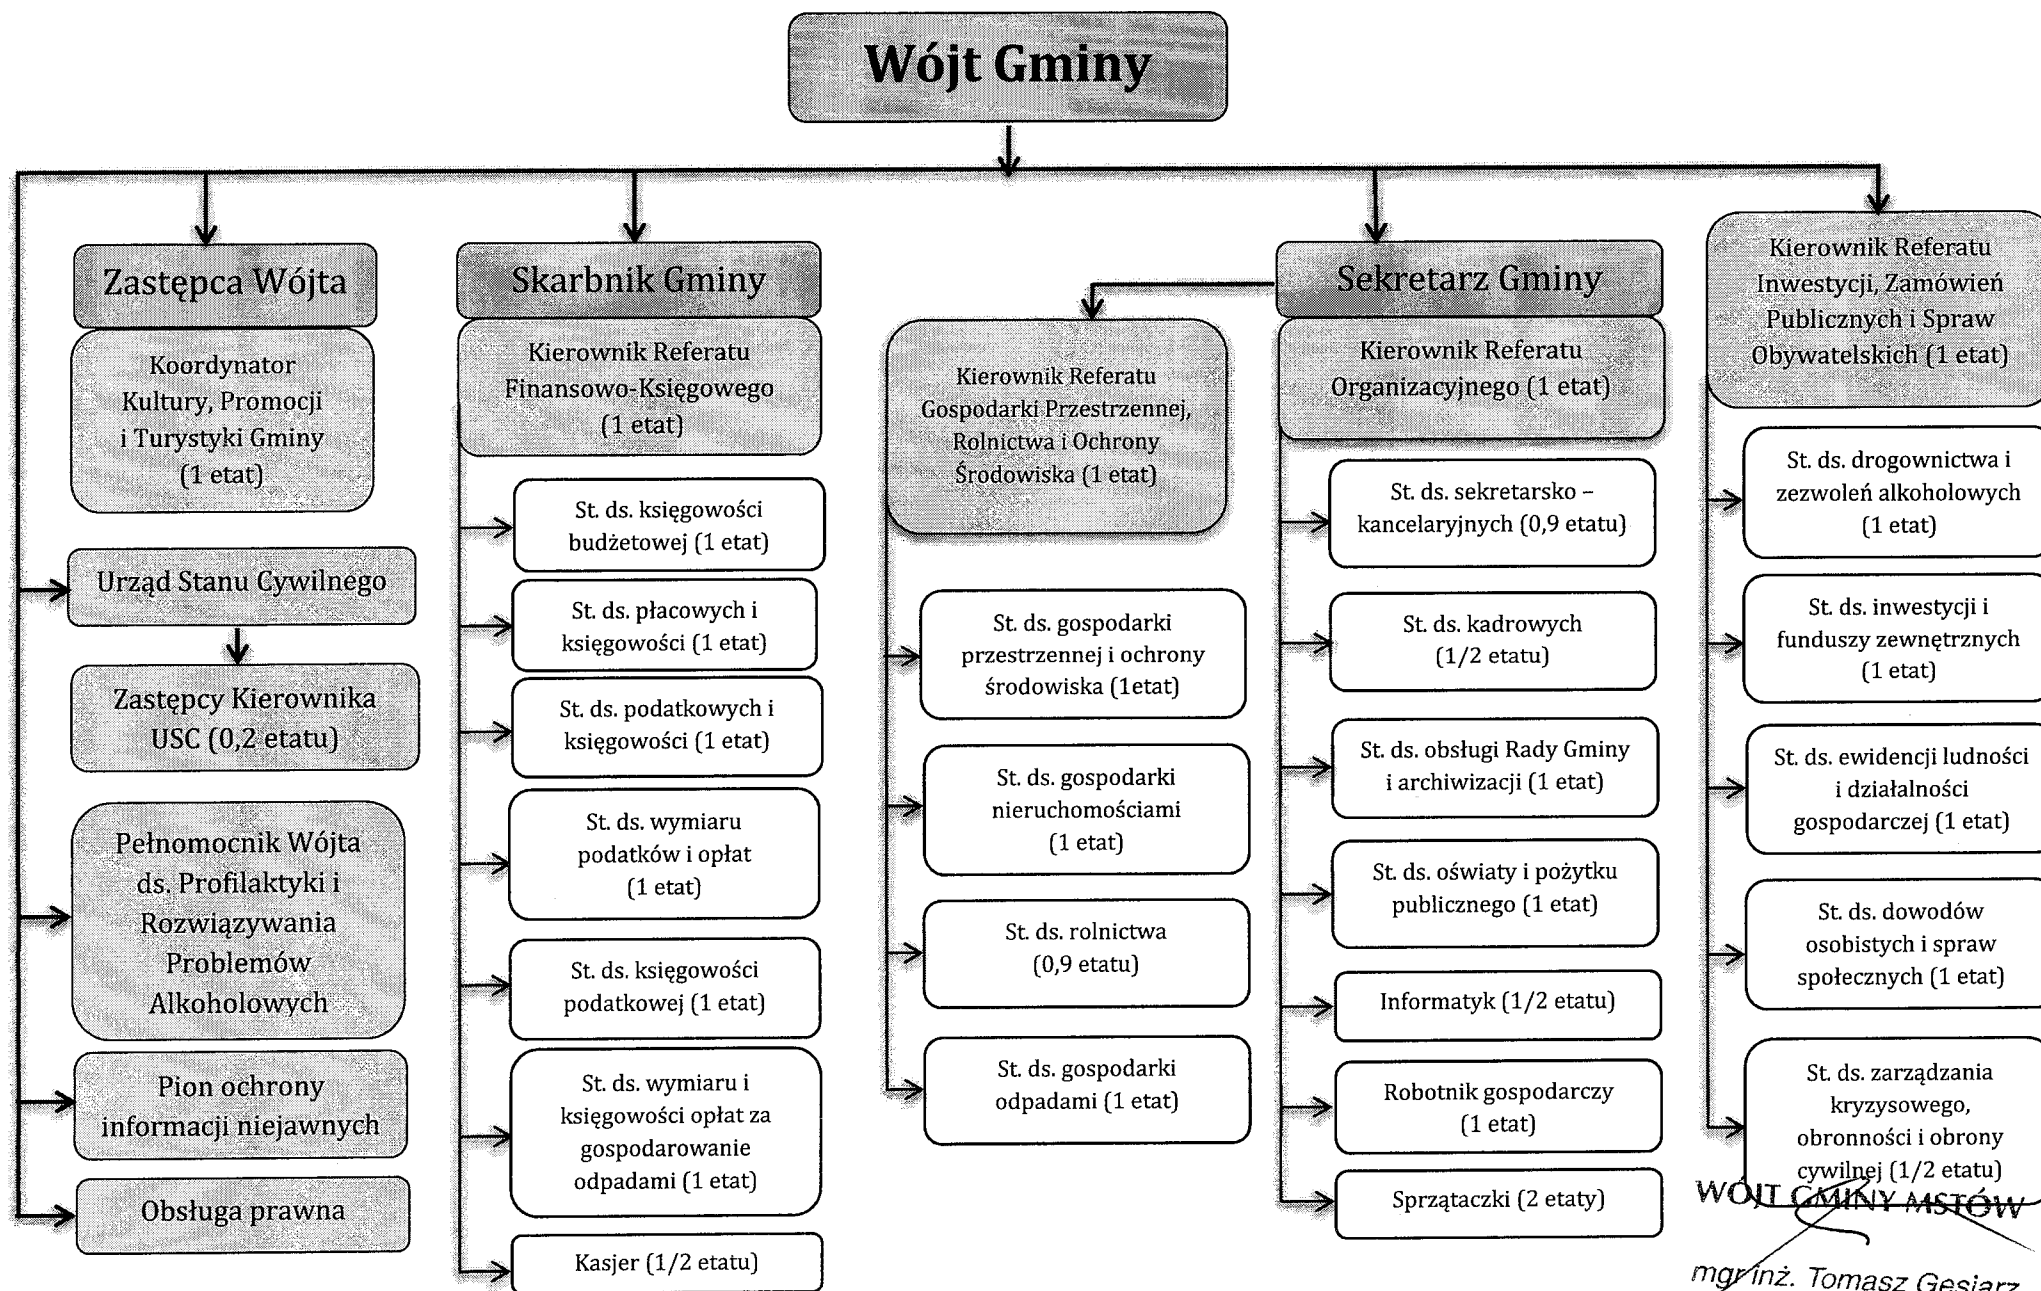 Wójt Gminy
Zastępca Wójta
Koordynator
Kultury, Promocji
i Turystyki Gminy
(1 etat)
Urząd Stanu Cywilnego
Zastępcy Kierownika
USC (0,2 etatu)
Pełnomocnik Wójta
ds. Profilaktyki i
Rozwiązywania
Problemów
Alkoholowych
Pion ochrony
informacji niejawnych
Obsługa prawna
Skarbnik Gminy
Kierownik Referatu
Finansowo-Księgowego
(1 etat)
St. ds. księgowości
budżetowej (1 etat)
St. ds. płacowych i
księgowości (1 etat)
St. ds. podatkowych i
księgowości (1 etat)
St. ds. wymiaru
podatków i opłat
(1 etat)
St. ds. księgowości
podatkowej (1 etat)
St. ds. wymiaru i
księgowości opłat za
gospodarowanie
odpadami (1 etat)
Kasjer (1/2 etatu)
Kierownik Referatu
Gospodarki Przestrzennej,
Rolnictwa i Ochrony
Środowiska (1 etat)
St. ds. gospodarki
przestrzennej i ochrony
środowiska (1etat)
St. ds. gospodarki
nieruchomościami
(1 etat)
St. ds. rolnictwa
(0,9 etatu)
St. ds. gospodarki
odpadami (1 etat)
Sekretarz Gminy
Kierownik Referatu
Organizacyjnego (1 etat)
St. ds. sekretarsko –
kancelaryjnych (0,9 etatu)
St. ds. kadrowych
(1/2 etatu)
St. ds. obsługi Rady Gminy
i archiwizacji (1 etat)
St. ds. oświaty i pożytku
publicznego (1 etat)
Informatyk (1/2 etatu)
Robotnik gospodarczy
(1 etat)
Sprzątaczki (2 etaty)
Kierownik Referatu
Inwestycji, Zamówień
Publicznych i Spraw
Obywatelskich (1 etat)
St. ds. drogownictwa i
zezwoleń alkoholowych
(1 etat)
St. ds. inwestycji i
funduszy zewnętrznych
(1 etat)
St. ds. ewidencji ludności
i działalności
gospodarczej (1 etat)
St. ds. dowodów
osobistych i spraw
społecznych (1 etat)
St. ds. zarządzania
kryzysowego,
obronności i obrony
cywilnej (1/2 etatu)
WÓJT GMINY MSTÓW
mgr inż. Tomasz Gęsiarz